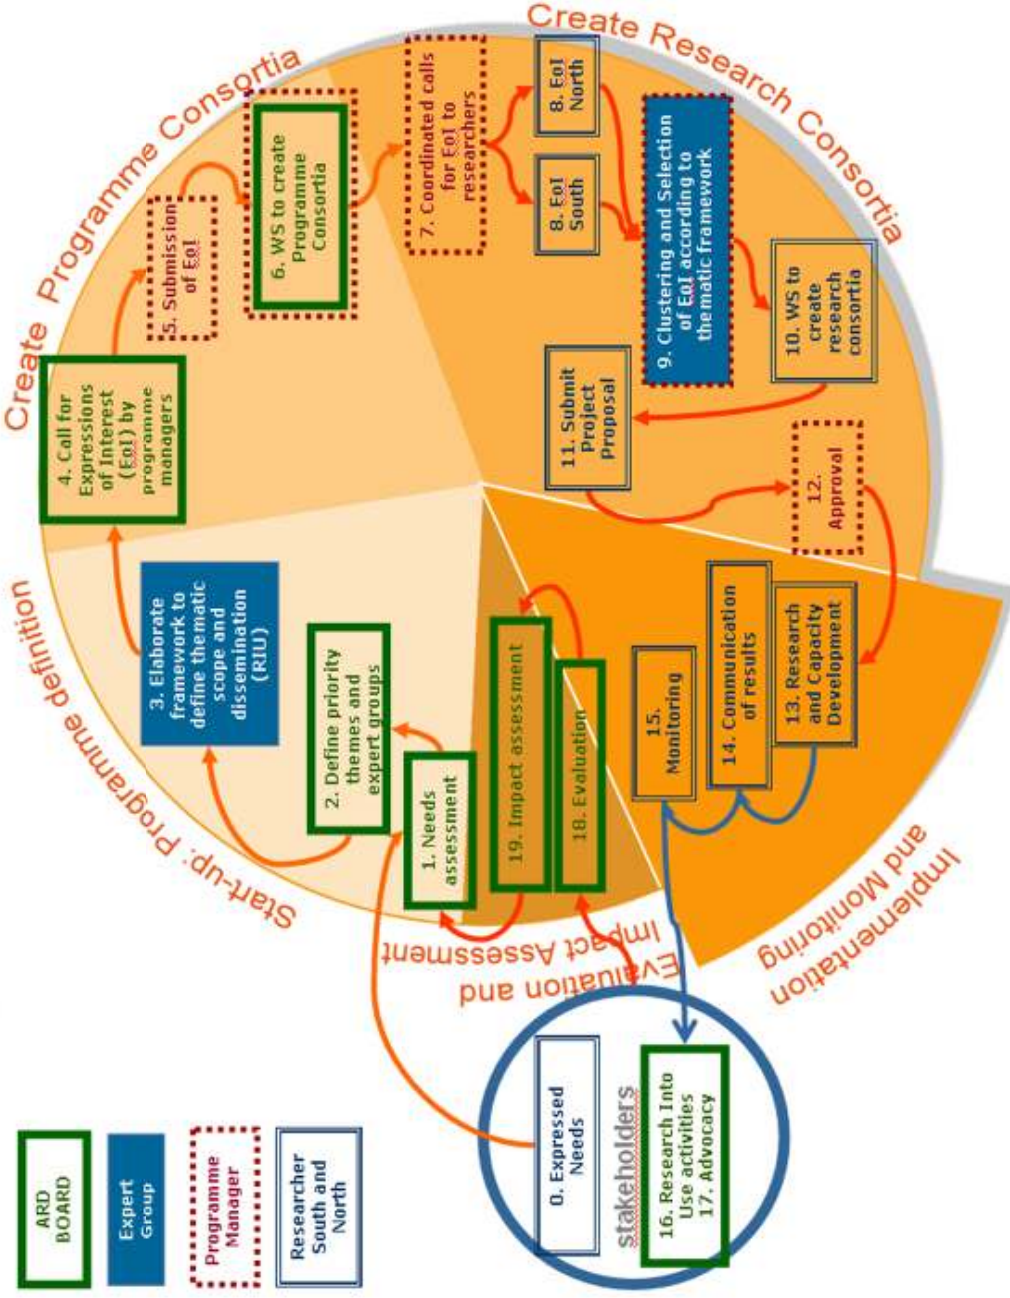 Create Programme Consortia
Create Research Consortia
Start-up: Programme definition
Evaluation and
Impact Assessment
Implementation
and Monitoring
ARD
BOARD
Expert
Group
Programme
Manager
Researcher
South and
North
0. Expressed
Needs
stakeholders
16. Research Into
Use activities
17. Advocacy
1. Needs
assessment
2. Define priority
themes and
expert groups
3. Elaborate
framework to
define thematic
scope and
dissemination
(RIU)
4. Call for
Expressions
of Interest
(EoI) by
programme
managers
5. Submission
of EoI
6. WS to create
Programme
Consortia
7. Coordinated calls
for EoI to
researchers
8. EoI
South
8. EoI
North
9. Clustering and Selection
of EoI according to
thematic framework
10. WS to
create
research
consortia
11. Submit
Project
Proposal
12.
Approval
13. Research
and Capacity
Development
14. Communication
of results
15.
Monitoring
18. Evaluation
19. Impact assessment